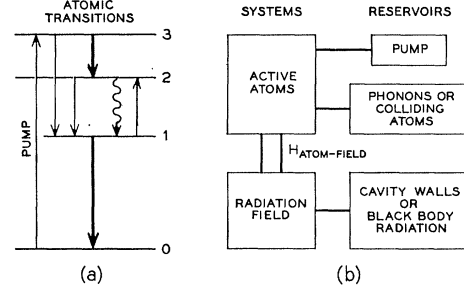 ATOMIC
TRANSITIONS
3
2
1
0
PUMP
(a)
SYSTEMS
RESERVOIRS
ACTIVE
ATOMS
PUMP
PHONONS OR
COLLIDING
ATOMS
H_ATOM-FIELD
RADIATION
FIELD
CAVITY WALLS
OR
BLACK BODY
RADIATION
(b)